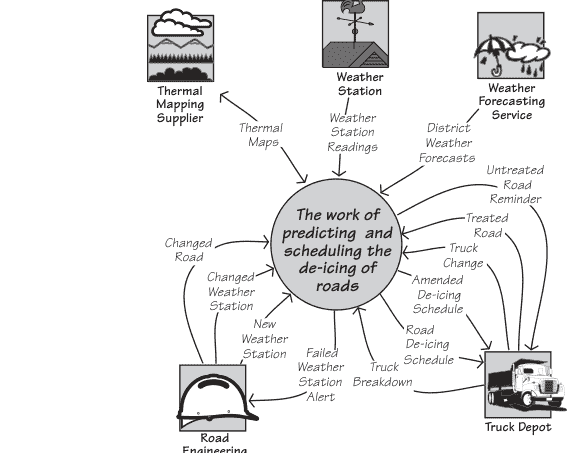 Thermal
Mapping
Supplier
Weather
Station
Weather
Forecasting
Service
Thermal
Maps
Weather
Station
Readings
District
Weather
Forecasts
Untreated
Road
Reminder
The work of
predicting and
scheduling the
de-icing of
roads
Treated
Road
Truck
Change
Changed
Road
Changed
Weather
Station
New
Weather
Station
Amended
De-icing
Schedule
Road
De-icing
Schedule
Failed
Weather
Station
Alert
Truck
Breakdown
Truck Depot
Road
Engineering